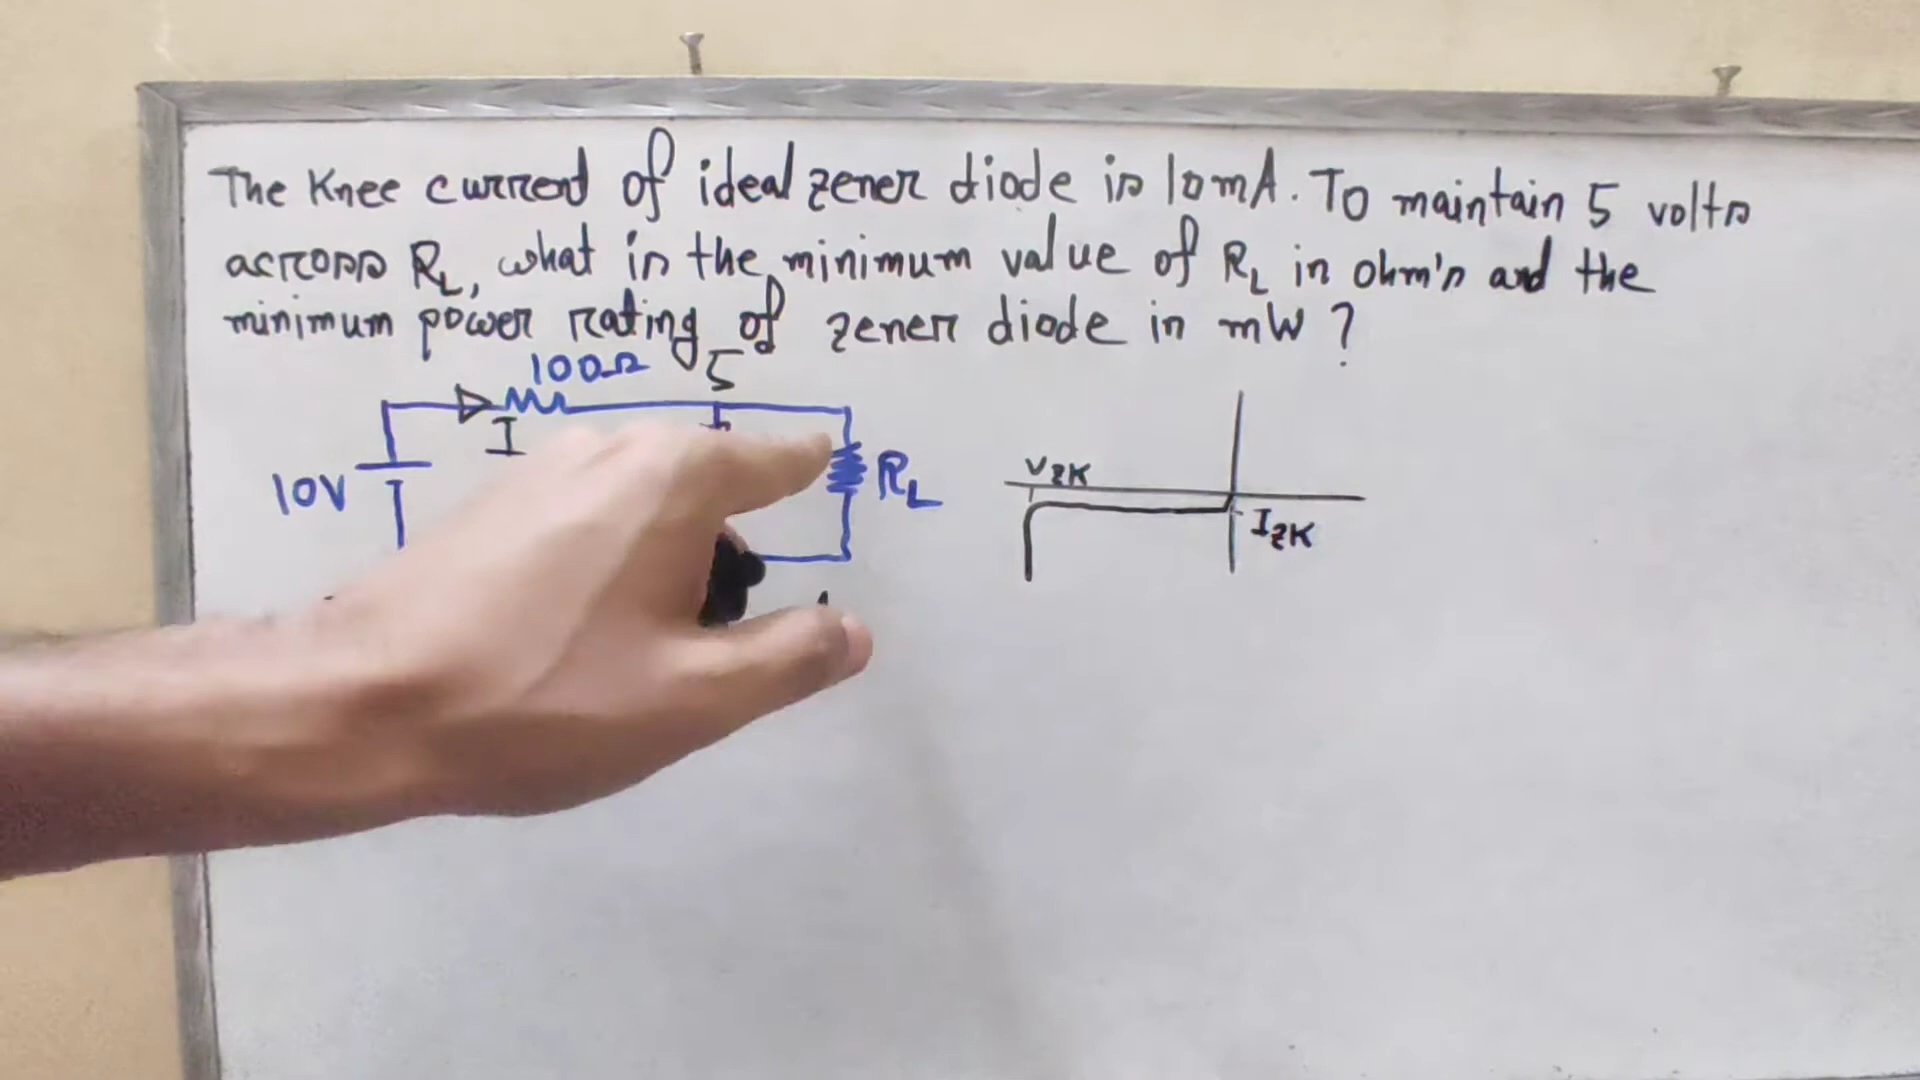 The Knee current of ideal zener diode is 10mA. To maintain 5 volts
across RL, what is the minimum value of RL in ohm's and the
minimum power rating of zener diode in mW ?
100Ω
5
I
10V
RL
VZK
IZK